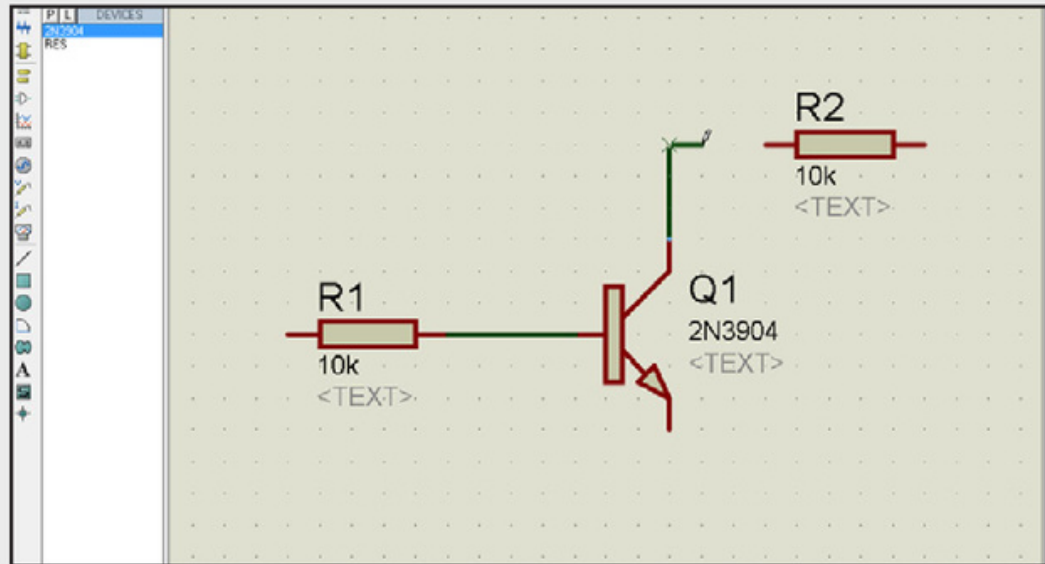 P L DEVICES
2N3904
RES
R2
10k
<TEXT>
R1
10k
<TEXT>
Q1
2N3904
<TEXT>
A